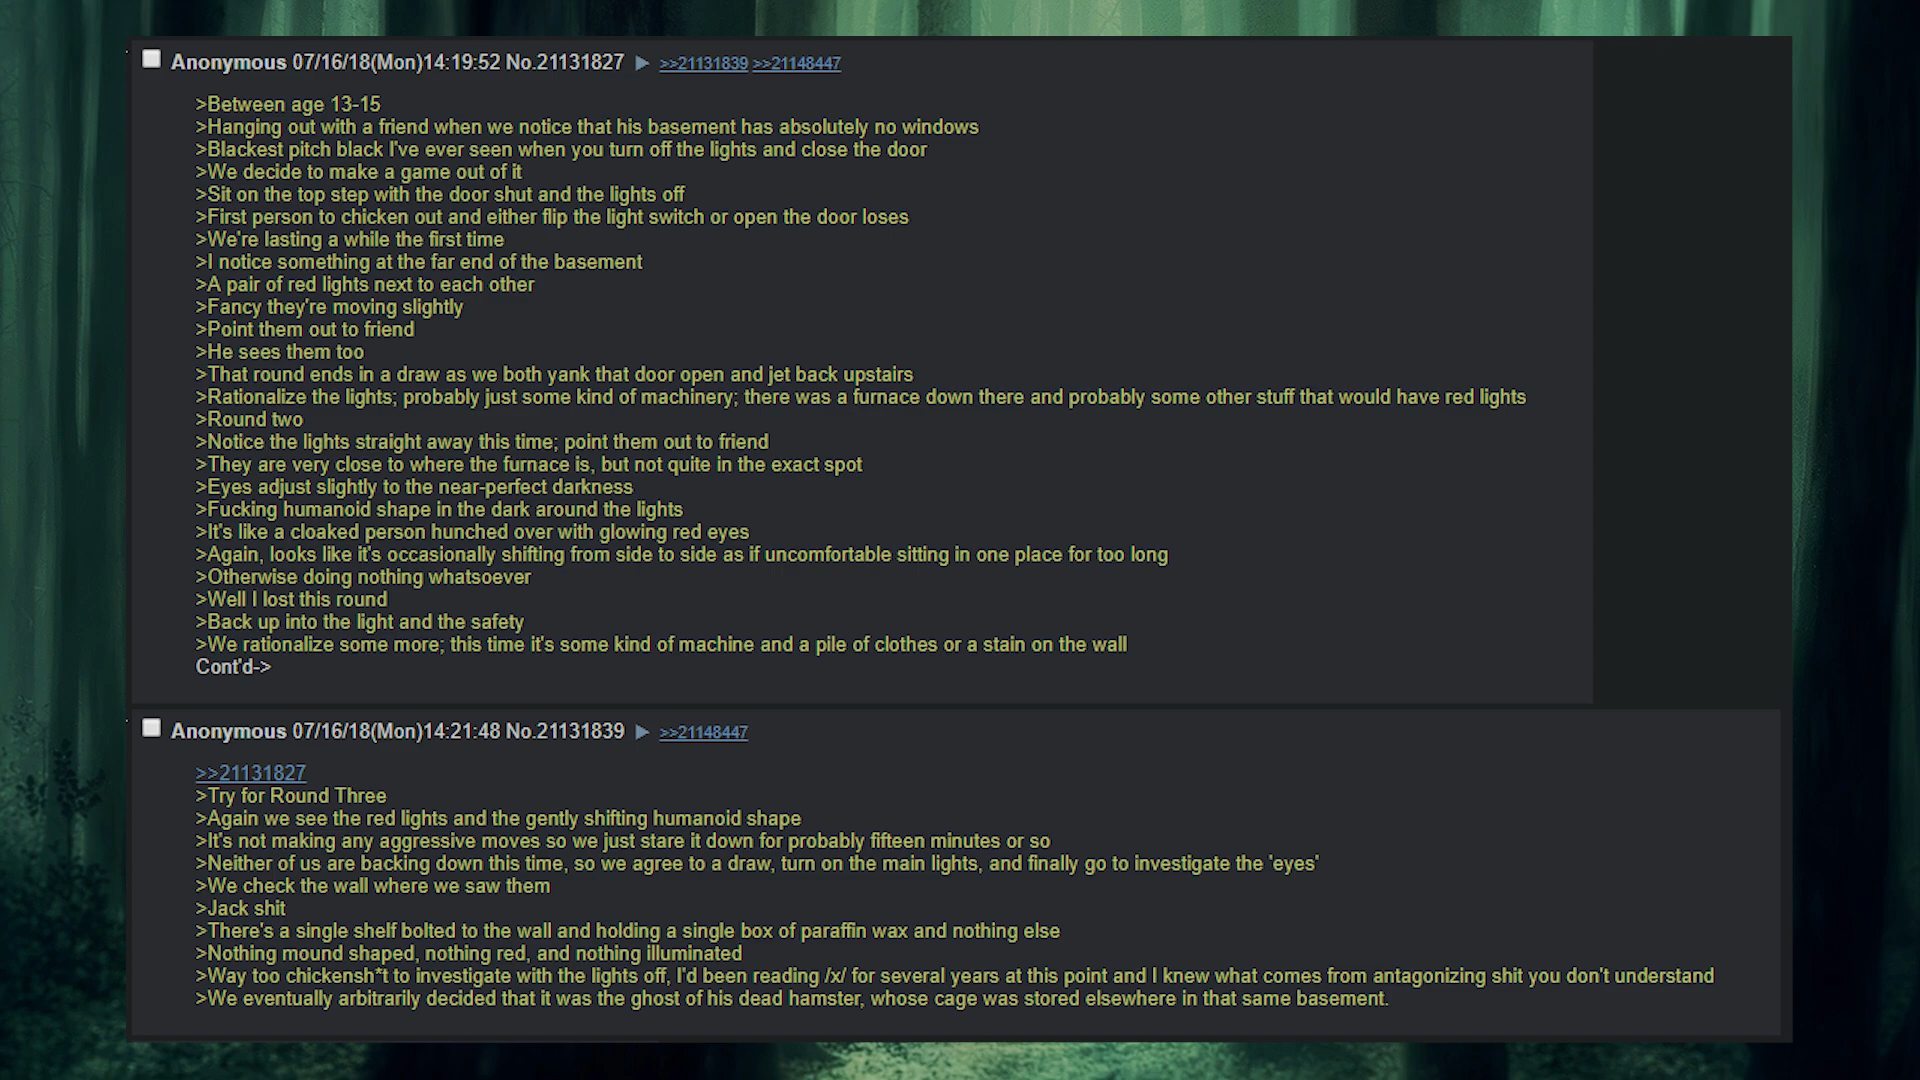 Anonymous 07/16/18(Mon)14:19:52 No.21131827 ▶ >>21131839 >>21148447
>Between age 13-15
>Hanging out with a friend when we notice that his basement has absolutely no windows
>Blackest pitch black I've ever seen when you turn off the lights and close the door
>We decide to make a game out of it
>Sit on the top step with the door shut and the lights off
>First person to chicken out and either flip the light switch or open the door loses
>We're lasting a while the first time
>I notice something at the far end of the basement
>A pair of red lights next to each other
>Fancy they're moving slightly
>Point them out to friend
>He sees them too
>That round ends in a draw as we both yank that door open and jet back upstairs
>Rationalize the lights; probably just some kind of machinery; there was a furnace down there and probably some other stuff that would have red lights
>Round two
>Notice the lights straight away this time; point them out to friend
>They are very close to where the furnace is, but not quite in the exact spot
>Eyes adjust slightly to the near-perfect darkness
>Fucking humanoid shape in the dark around the lights
>It's like a cloaked person hunched over with glowing red eyes
>Again, looks like it's occasionally shifting from side to side as if uncomfortable sitting in one place for too long
>Otherwise doing nothing whatsoever
>Well I lost this round
>Back up into the light and the safety
>We rationalize some more; this time it's some kind of machine and a pile of clothes or a stain on the wall
Cont'd->
Anonymous 07/16/18(Mon)14:21:48 No.21131839 ▶ >>21148447
>>21131827
>Try for Round Three
>Again we see the red lights and the gently shifting humanoid shape
>It's not making any aggressive moves so we just stare it down for probably fifteen minutes or so
>Neither of us are backing down this time, so we agree to a draw, turn on the main lights, and finally go to investigate the 'eyes'
>We check the wall where we saw them
>Jack shit
>There's a single shelf bolted to the wall and holding a single box of paraffin wax and nothing else
>Nothing mound shaped, nothing red, and nothing illuminated
>Way too chickensh*t to investigate with the lights off, I'd been reading /x/ for several years at this point and I knew what comes from antagonizing shit you don't understand
>We eventually arbitrarily decided that it was the ghost of his dead hamster, whose cage was stored elsewhere in that same basement.